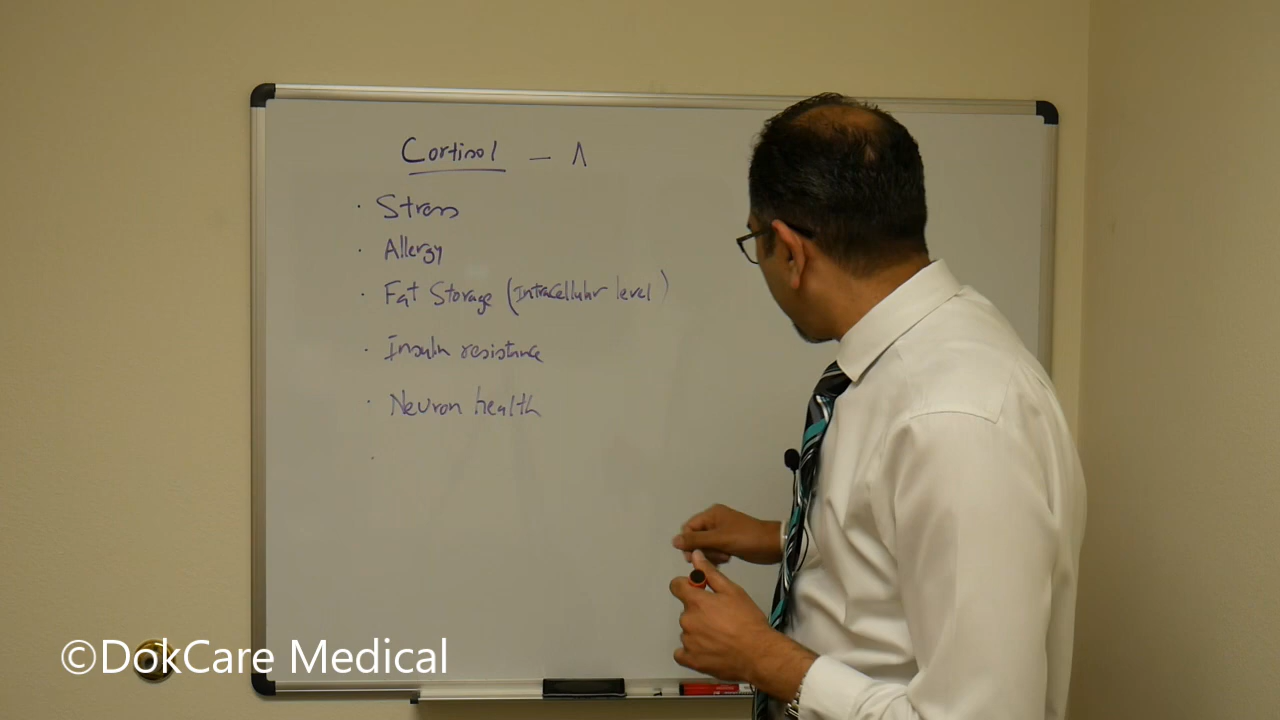 Cortisol - ∧
· Stress
· Allergy
· Fat Storage (Intracellular level)
· Insulin resistance
· Neuron health
·
©DokCare Medical